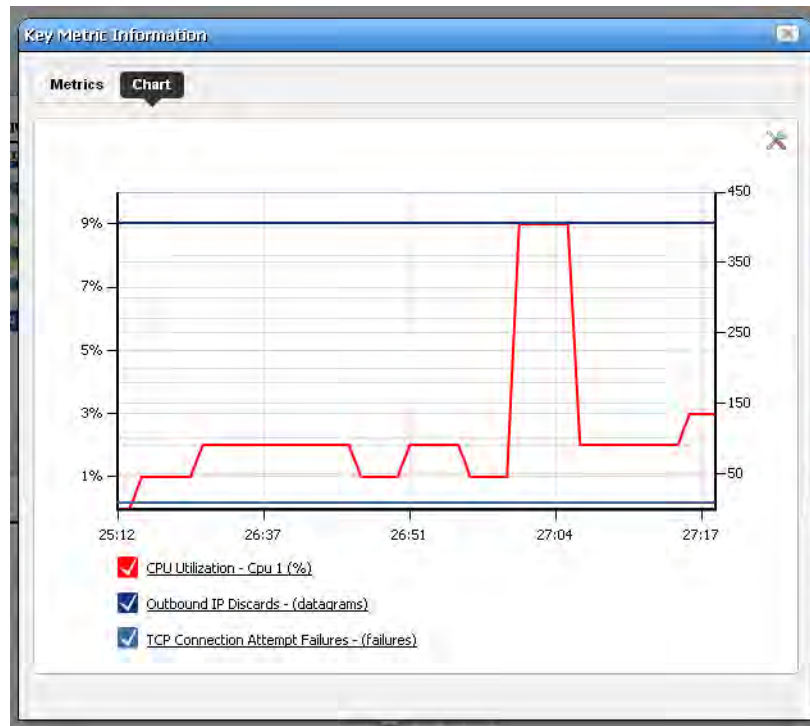 Key Metric Information
Metrics Chart
450
9%
350
7%
250
5%
150
3%
50
1%
25:12 26:37 26:51 27:04 27:17
CPU Utilization - Cpu 1 (%)
Outbound IP Discards - (datagrams)
TCP Connection Attempt Failures - (failures)